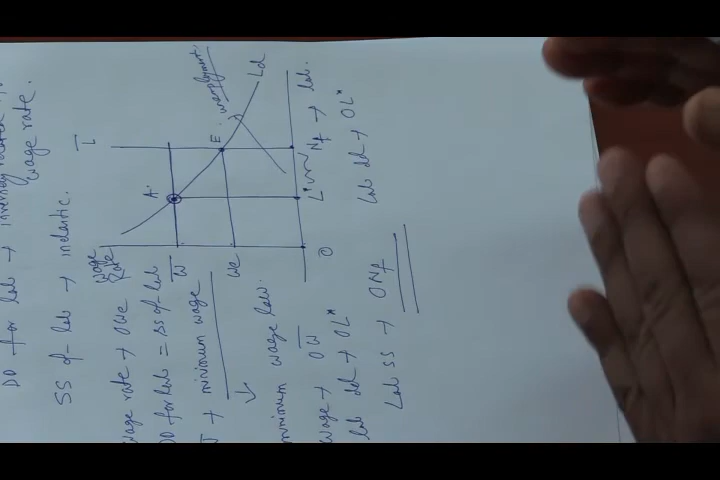 DD for lab → inversely related
wage rate.
SS of lab → inelastic.
Wage rate → OWe
DD for lab = SS of lab
W̅ → minimum wage
↓
minimum wage law.
wage → OW̅
lab dd → OL*
Lab SS → ONf
Wage Rate
L̅
A.
E
unemployment.
Ld
W̅
We
O
L*
Nf → lab.
Lab dd → OL*